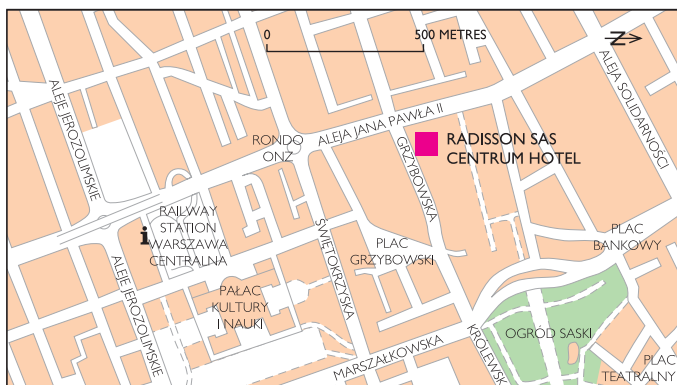 0 500 METRES
N
ALEJE JEROZOLIMSKIE
ALEJA SOLIDARNOŚCI
ALEJA JANA PAWŁA II
RONDO
ONZ
RADISSON SAS
CENTRUM HOTEL
GRZYBOWSKA
i
RAILWAY
STATION
WARSZAWA
CENTRALNA
ŚWIĘTOKRZYSKA
PLAC
GRZYBOWSKI
PLAC
BANKOWY
ALEJE JEROZOLIMSKIE
PAŁAC
KULTURY
I NAUKI
MARSZAŁKOWSKA
KRÓLEWSK
OGRÓD SASKI
PLAC
TEATRALNY